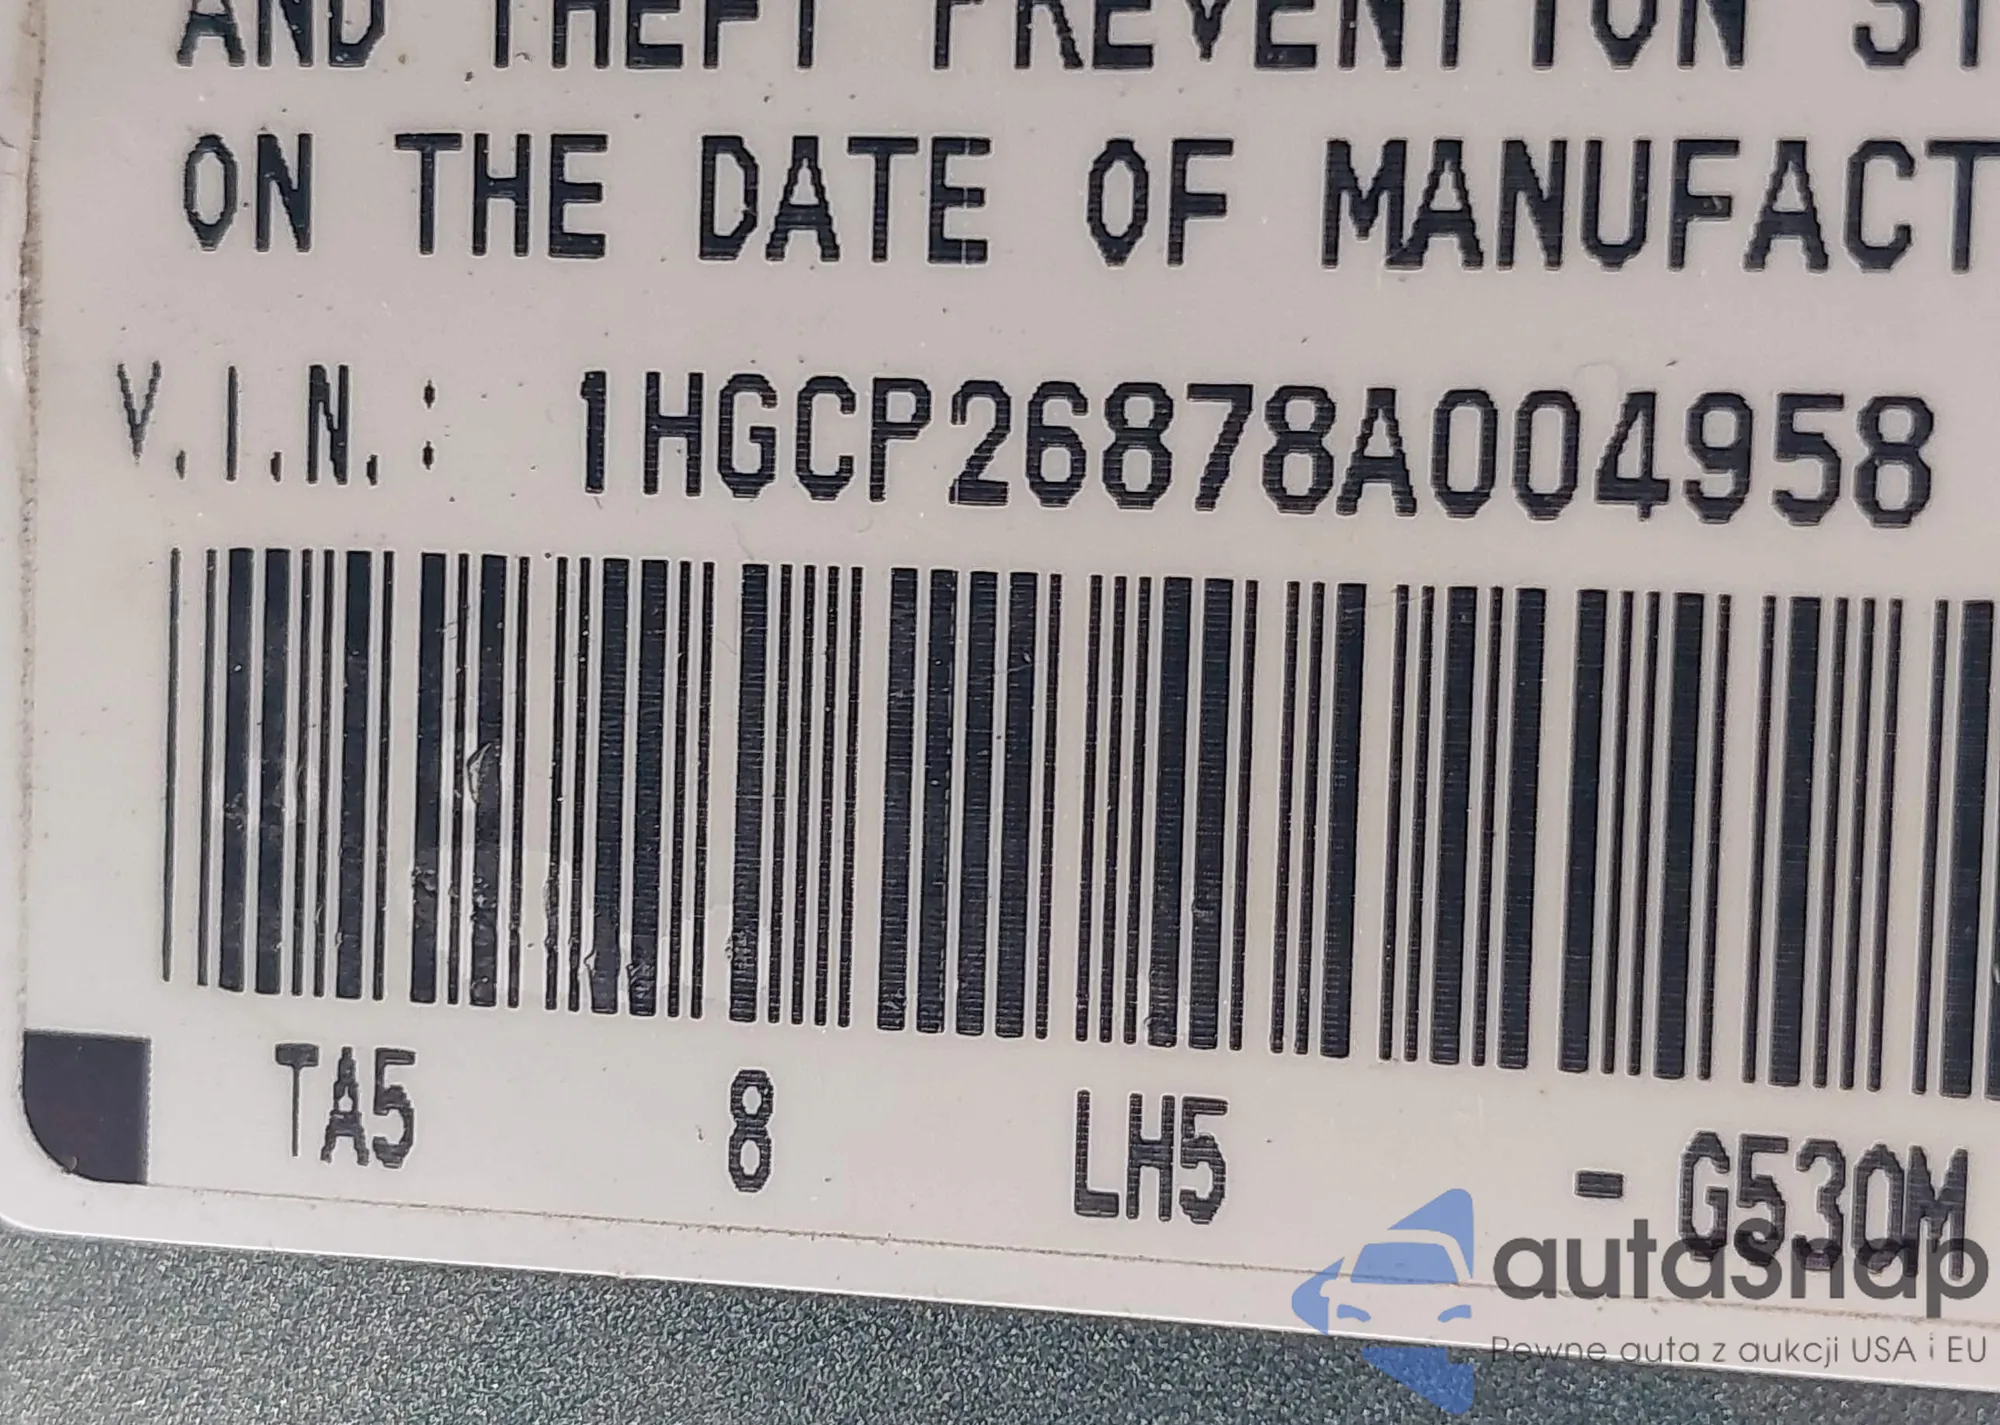 AND THEFT PREVENTION ST
ON THE DATE OF MANUFACT
V.I.N.: 1HGCP26878A004958
TA5 8 LH5 - G530M
autosnap
Pewne auta z aukcji USA i EU